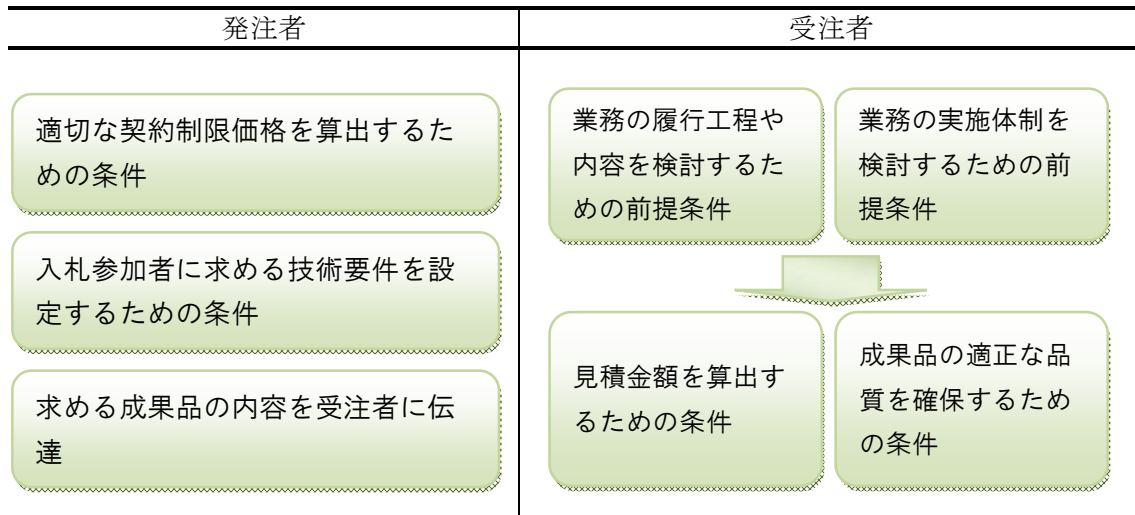 発注者
受注者
適切な契約制限価格を算出するた
めの条件
入札参加者に求める技術要件を設
定するための条件
求める成果品の内容を受注者に伝
達
業務の履行工程や
内容を検討するた
めの前提条件
業務の実施体制を
検討するための前
提条件
見積金額を算出す
るための条件
成果品の適正な品
質を確保するため
の条件